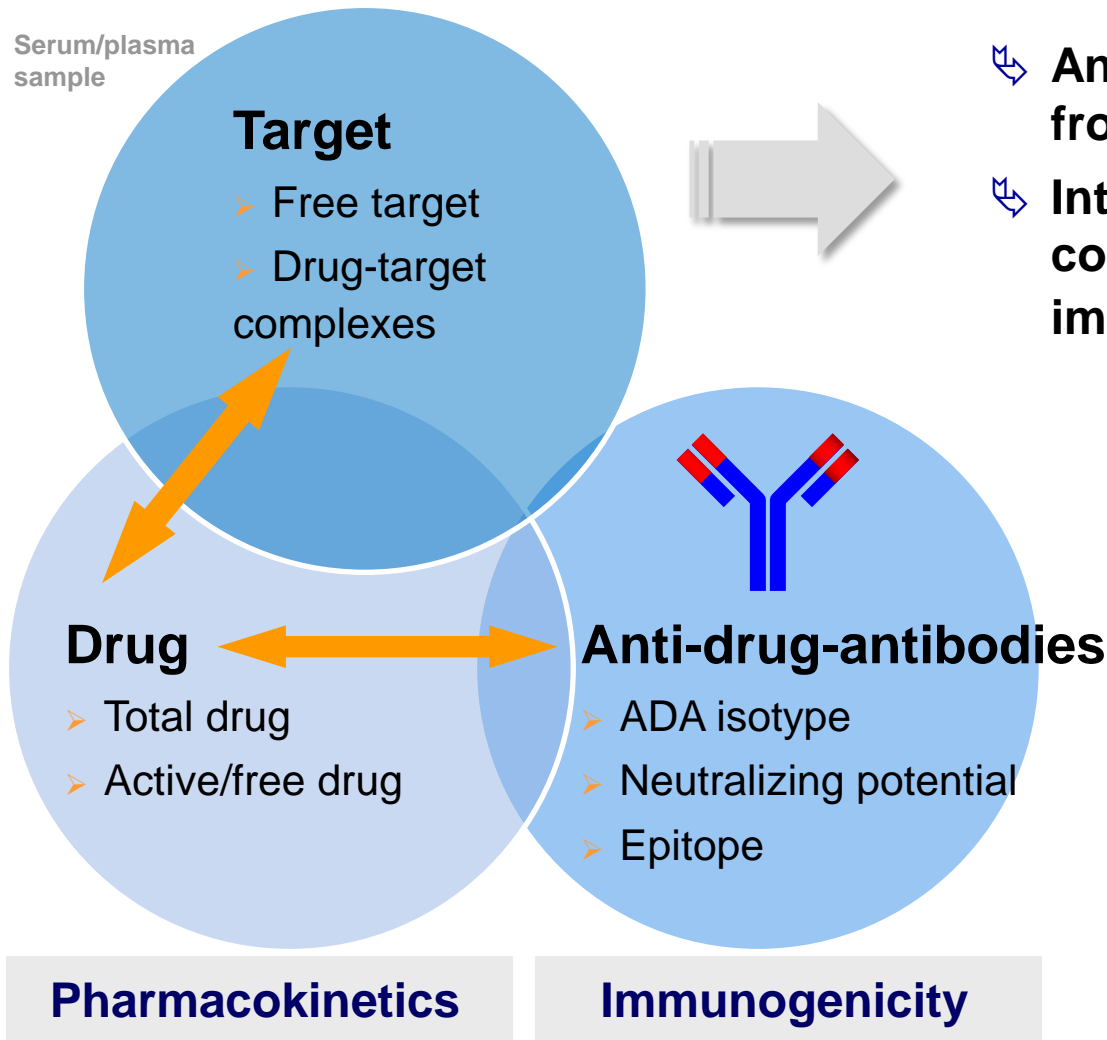 Serum/plasma
sample
Target
➢ Free target
➢ Drug-target
complexes
Drug
➢ Total drug
➢ Active/free drug
Anti-drug-antibodies
➢ ADA isotype
➢ Neutralizing potential
➢ Epitope
Pharmacokinetics
Immunogenicity